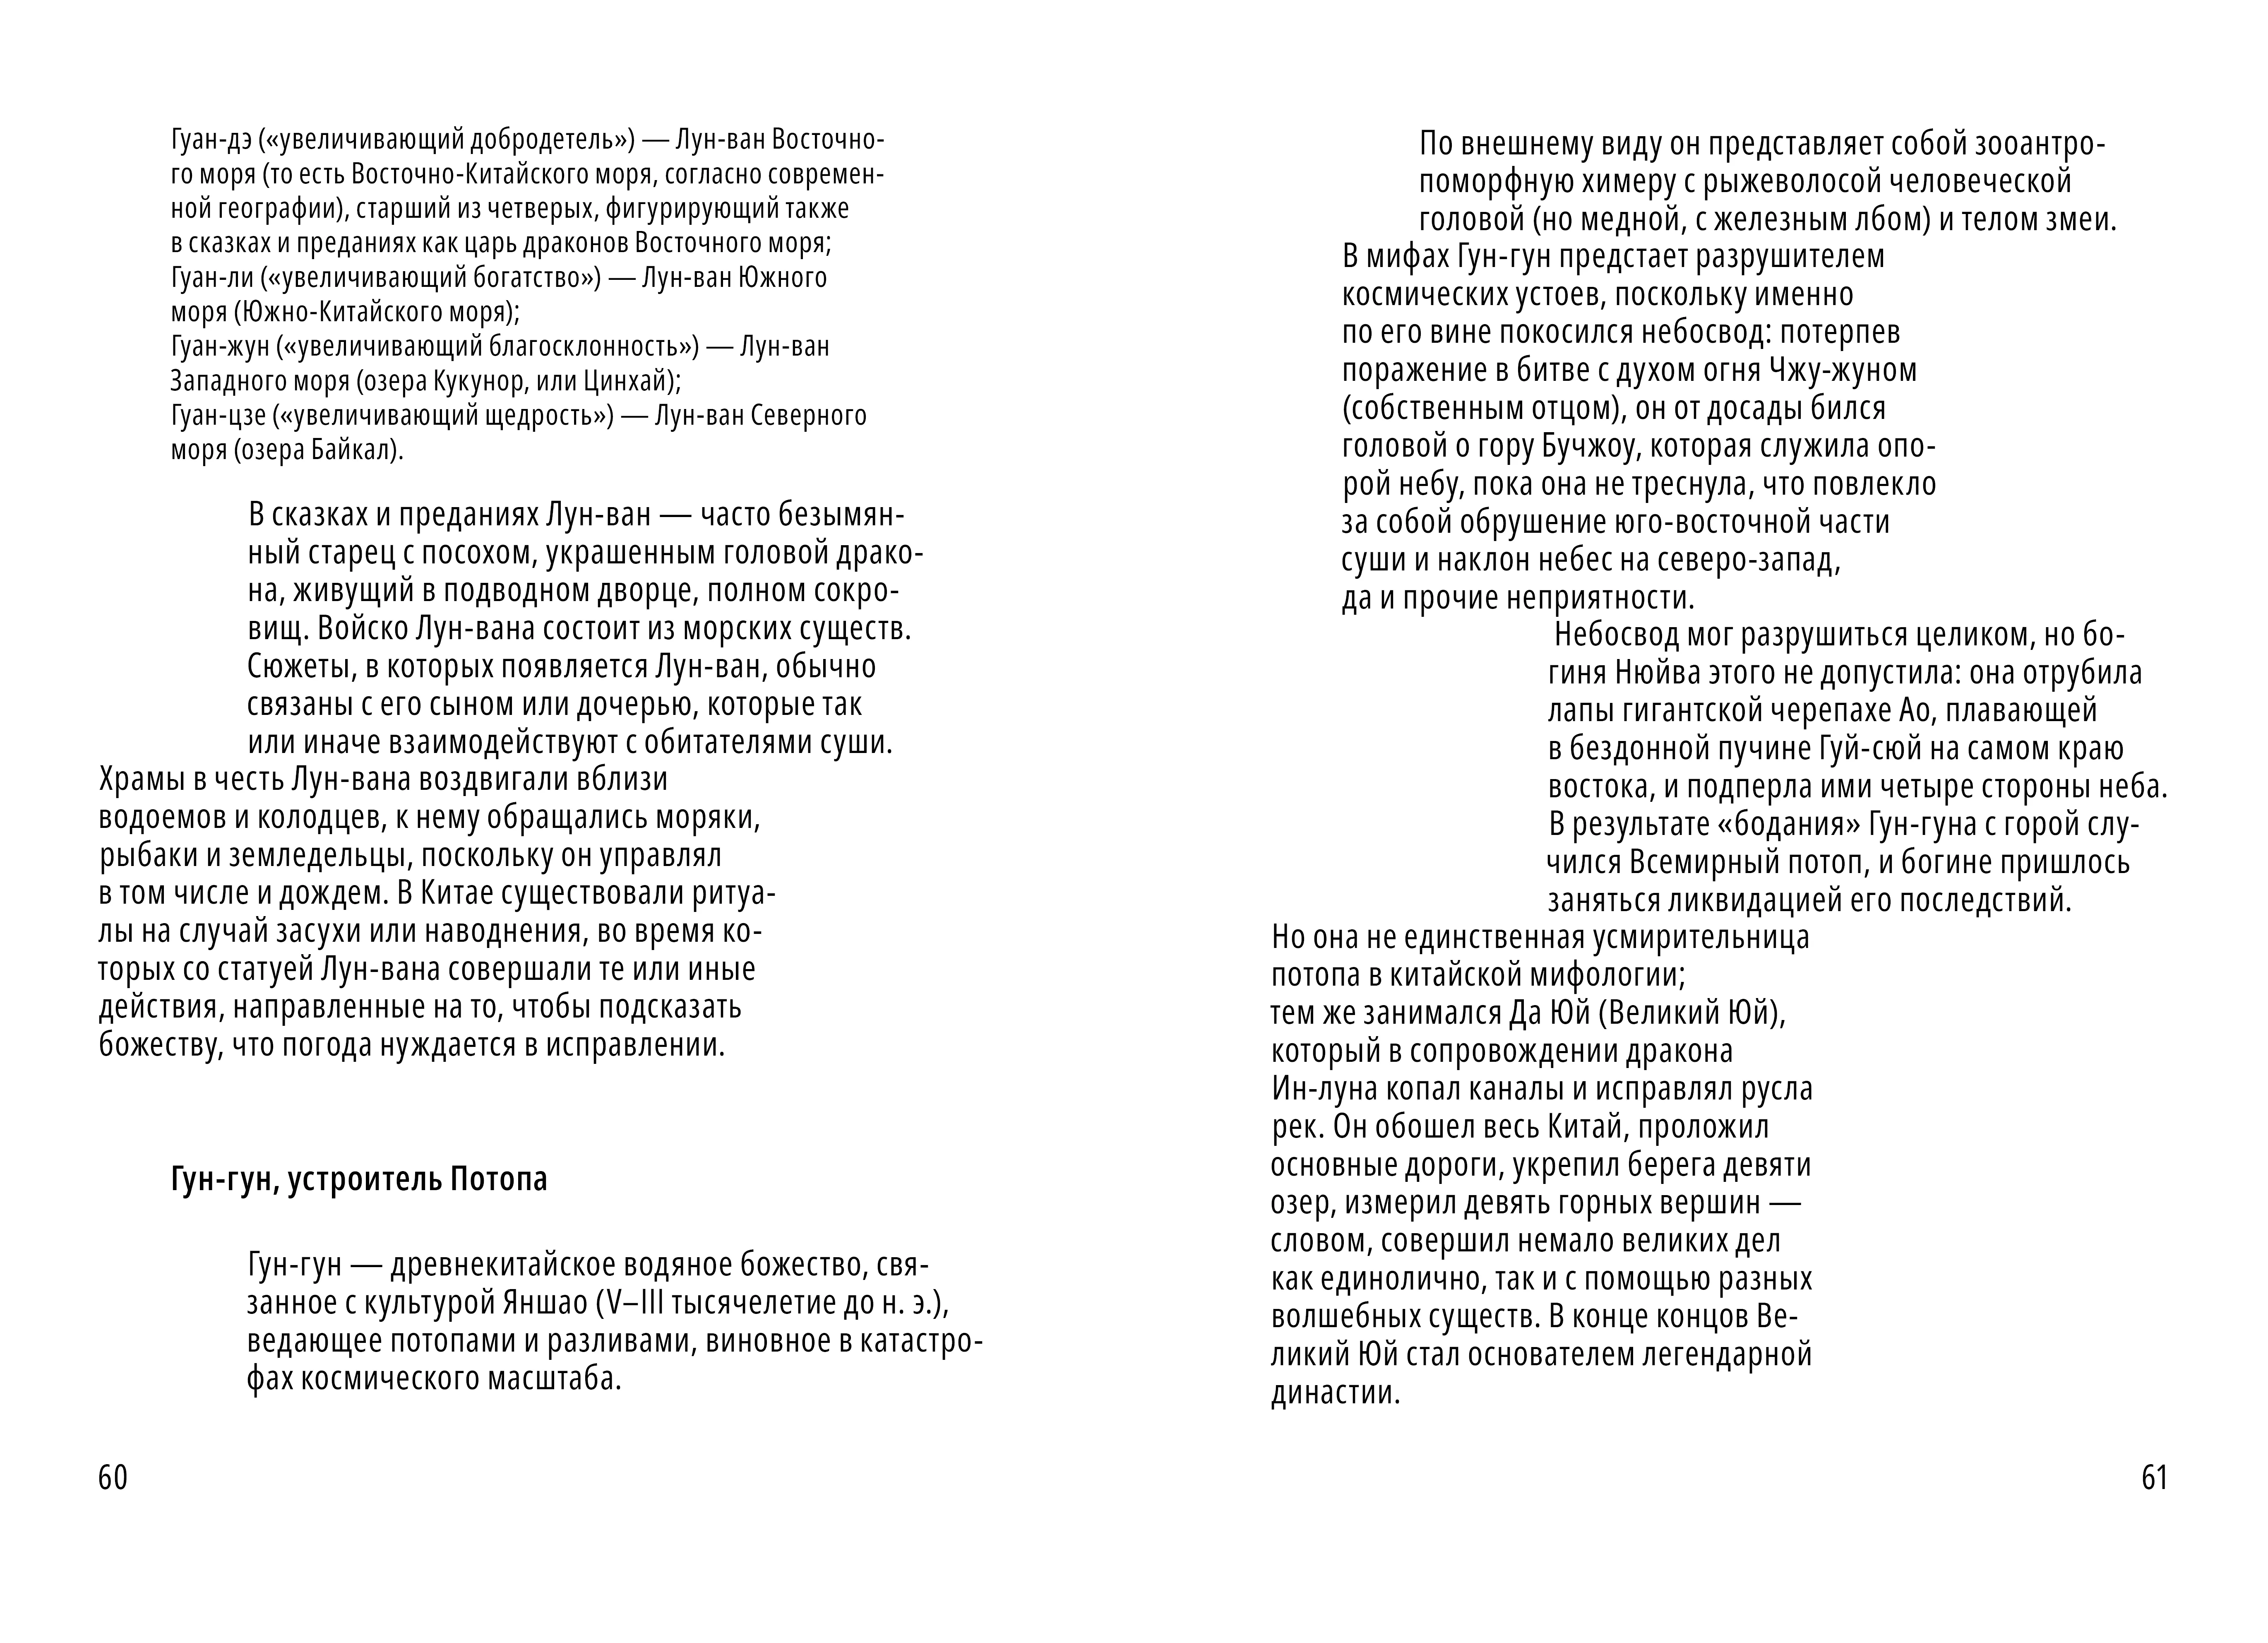 Гуан-дэ («увеличивающий добродетель») — Лун-ван Восточно-
го моря (то есть Восточно-Китайского моря, согласно современ-
ной географии), старший из четверых, фигурирующий также
в сказках и преданиях как царь драконов Восточного моря;
Гуан-ли («увеличивающий богатство») — Лун-ван Южного
моря (Южно-Китайского моря);
Гуан-жун («увеличивающий благосклонность») — Лун-ван
Западного моря (озера Кукунор, или Цинхай);
Гуан-цзе («увеличивающий щедрость») — Лун-ван Северного
моря (озера Байкал).
В сказках и преданиях Лун-ван — часто безымян-
ный старец с посохом, украшенным головой драко-
на, живущий в подводном дворце, полном сокро-
вищ. Войско Лун-вана состоит из морских существ.
Сюжеты, в которых появляется Лун-ван, обычно
связаны с его сыном или дочерью, которые так
или иначе взаимодействуют с обитателями суши.
Храмы в честь Лун-вана воздвигали вблизи
водоемов и колодцев, к нему обращались моряки,
рыбаки и земледельцы, поскольку он управлял
в том числе и дождем. В Китае существовали ритуа-
лы на случай засухи или наводнения, во время ко-
торых со статуей Лун-вана совершали те или иные
действия, направленные на то, чтобы подсказать
божеству, что погода нуждается в исправлении.
Гун-гун, устроитель Потопа
Гун-гун — древнекитайское водяное божество, свя-
занное с культурой Яншао (V–III тысячелетие до н. э.),
ведающее потопами и разливами, виновное в катастро-
фах космического масштаба.
60
По внешнему виду он представляет собой зооантро-
поморфную химеру с рыжеволосой человеческой
головой (но медной, с железным лбом) и телом змеи.
В мифах Гун-гун предстает разрушителем
космических устоев, поскольку именно
по его вине покосился небосвод: потерпев
поражение в битве с духом огня Чжу-жуном
(собственным отцом), он от досады бился
головой о гору Бучжоу, которая служила опо-
рой небу, пока она не треснула, что повлекло
за собой обрушение юго-восточной части
суши и наклон небес на северо-запад,
да и прочие неприятности.
Небосвод мог разрушиться целиком, но бо-
гиня Нюйва этого не допустила: она отрубила
лапы гигантской черепахе Ао, плавающей
в бездонной пучине Гуй-сюй на самом краю
востока, и подперла ими четыре стороны неба.
В результате «бодания» Гун-гуна с горой слу-
чился Всемирный потоп, и богине пришлось
заняться ликвидацией его последствий.
Но она не единственная усмирительница
потопа в китайской мифологии;
тем же занимался Да Юй (Великий Юй),
который в сопровождении дракона
Ин-луна копал каналы и исправлял русла
рек. Он обошел весь Китай, проложил
основные дороги, укрепил берега девяти
озер, измерил девять горных вершин —
словом, совершил немало великих дел
как единолично, так и с помощью разных
волшебных существ. В конце концов Ве-
ликий Юй стал основателем легендарной
династии.
61